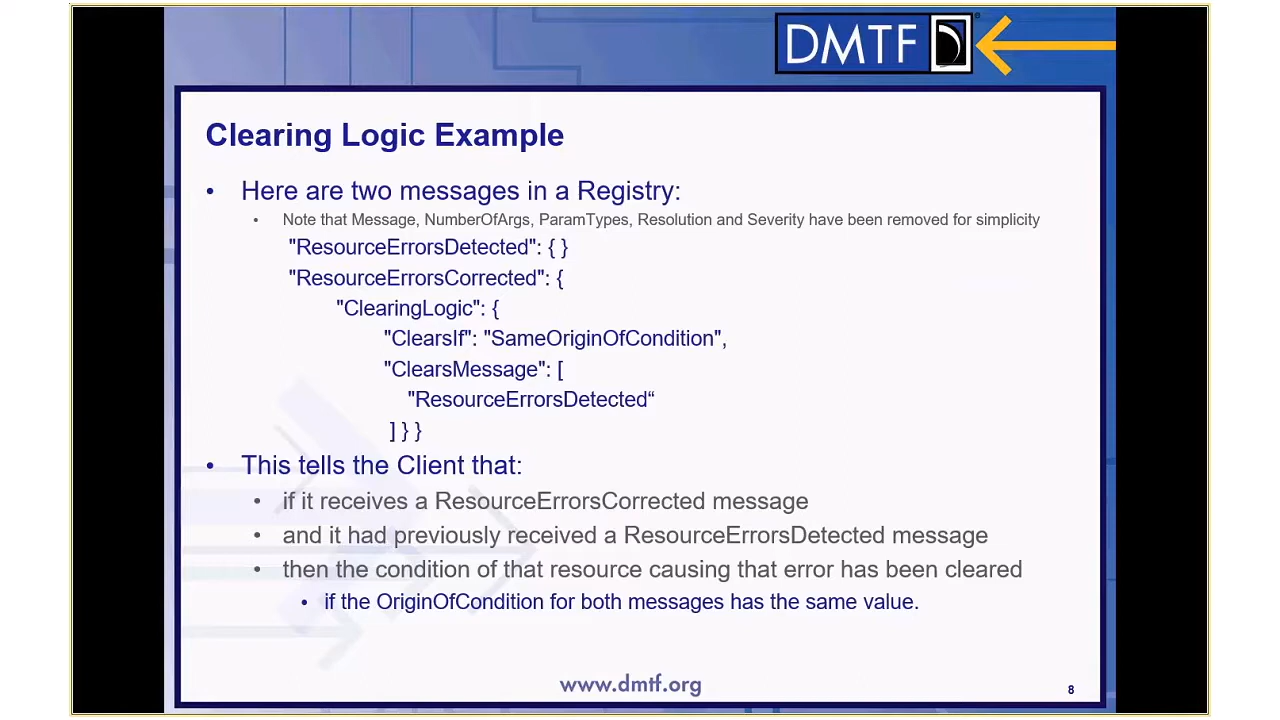 DMTF
Clearing Logic Example
• Here are two messages in a Registry:
• Note that Message, NumberOfArgs, ParamTypes, Resolution and Severity have been removed for simplicity
"ResourceErrorsDetected": { }
"ResourceErrorsCorrected": {
"ClearingLogic": {
"ClearsIf": "SameOriginOfCondition",
"ClearsMessage": [
"ResourceErrorsDetected“
] } }
• This tells the Client that:
• if it receives a ResourceErrorsCorrected message
• and it had previously received a ResourceErrorsDetected message
• then the condition of that resource causing that error has been cleared
• if the OriginOfCondition for both messages has the same value.
www.dmtf.org
8